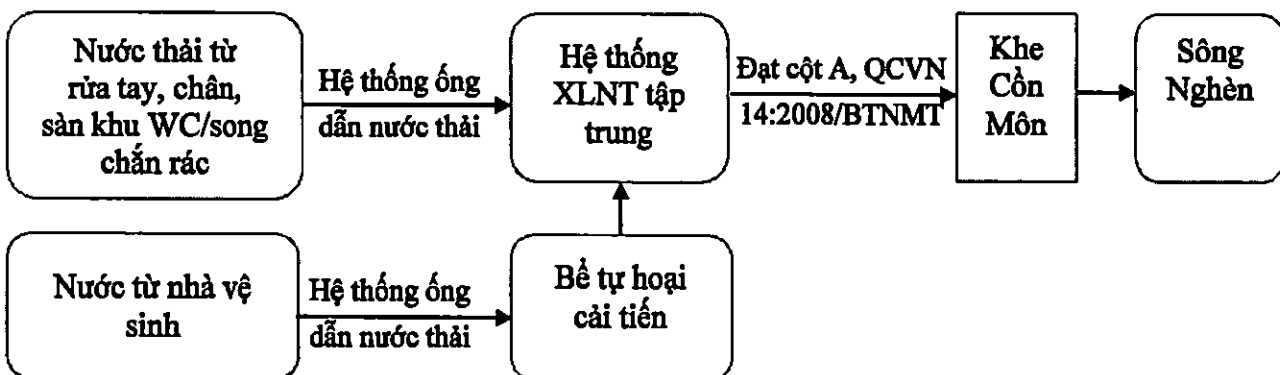 Nước thải từ
rửa tay, chân,
sàn khu WC/song
chắn rác
Hệ thống ống
dẫn nước thải
Hệ thống
XLNT tập
trung
Đạt cột A, QCVN
14:2008/BTNMT
Khe
Cồn
Môn
Sông
Nghèn
Nước từ nhà vệ
sinh
Hệ thống ống
dẫn nước thải
Bể tự hoại
cải tiến